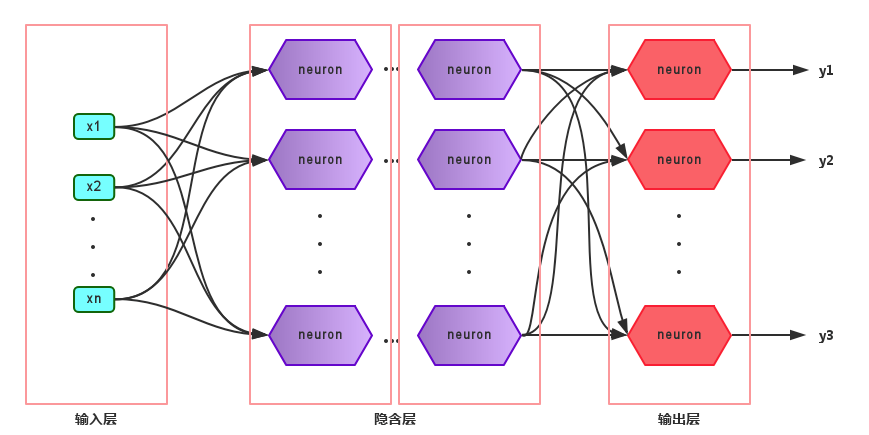 neuron neuron neuron y1
x1
neuron neuron neuron y2
x2
xn
neuron neuron neuron y3
输入层 隐含层 输出层